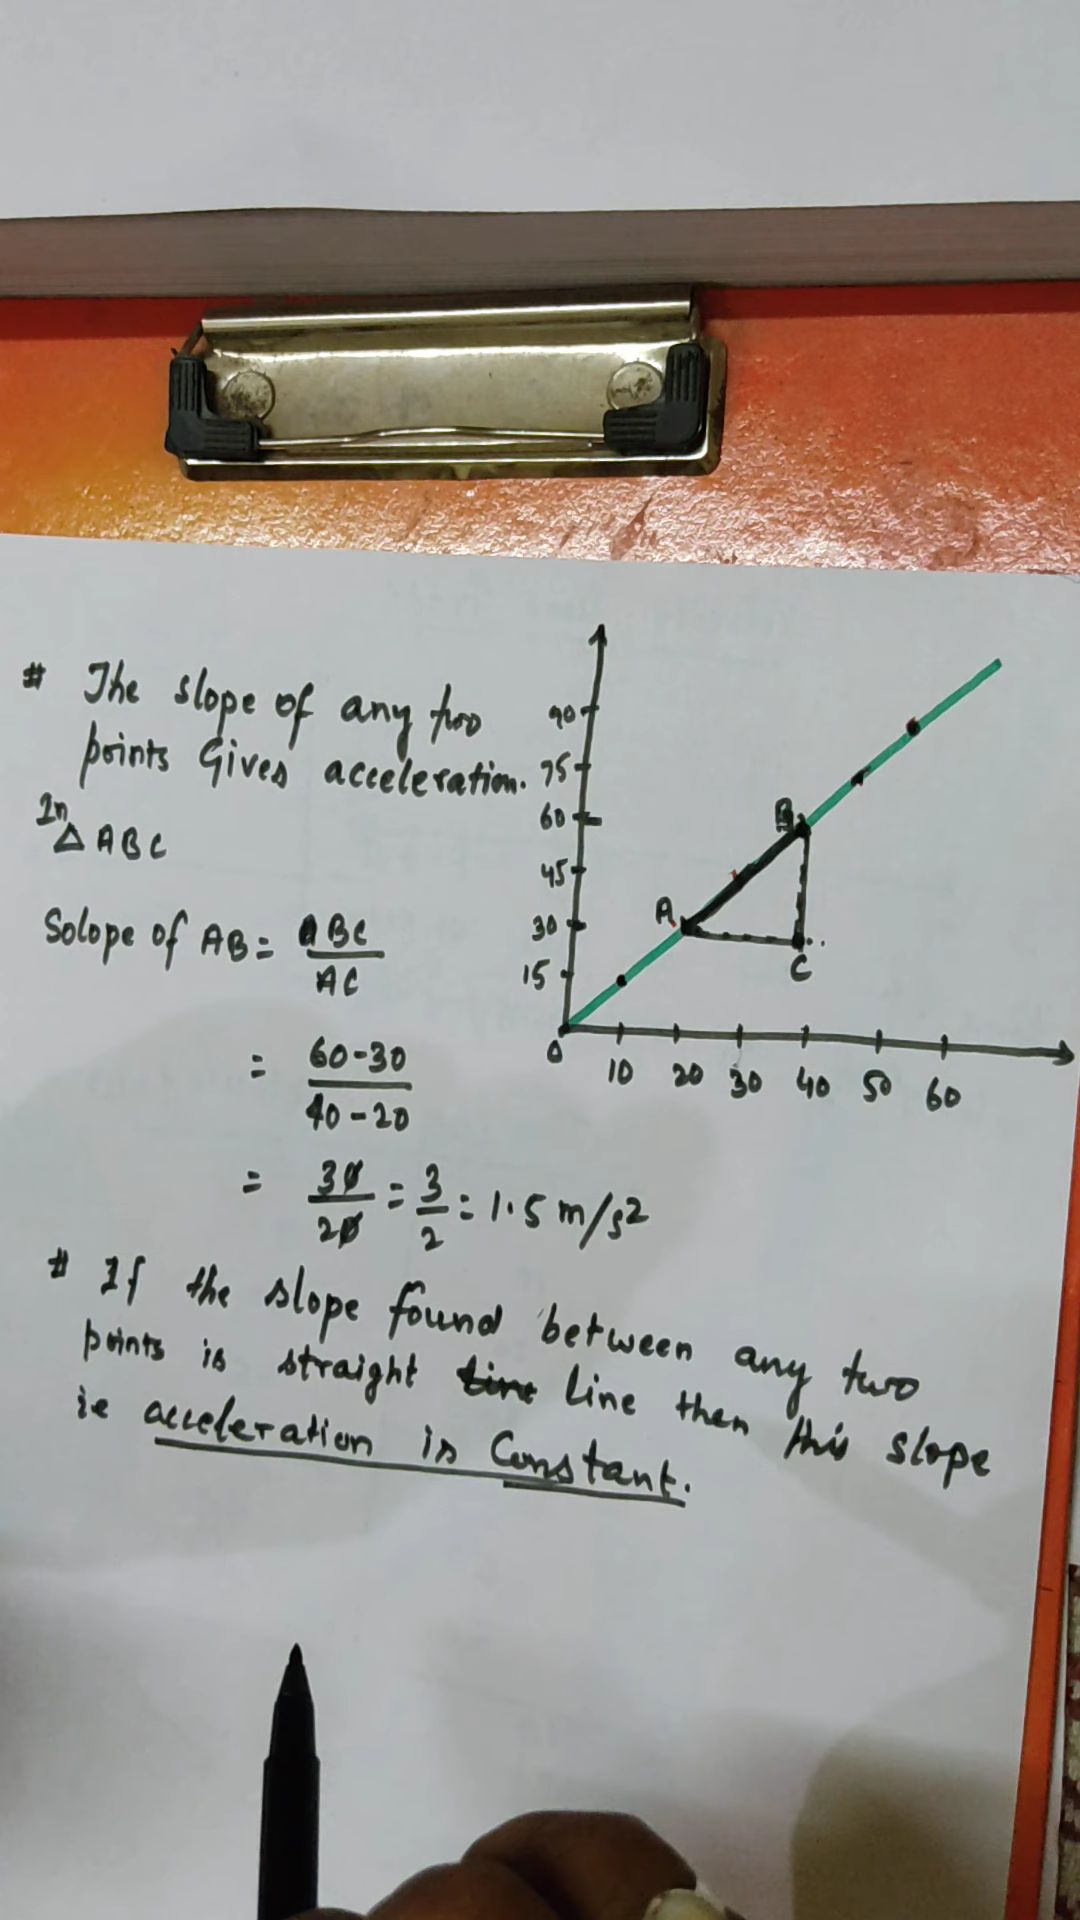 # The slope of any two
points Gives acceleration.
In
△ ABC
Solope of AB = BC
AC
= 60-30
40-20
= 30 = 3 = 1.5 m/s2
20 2
# If the slope found between any two
points is straight line Line then this slope
ie acceleration is Constant.
90
75
60
45
30
15
0
10 20 30 40 50 60
A
B
C